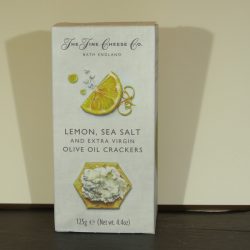 The Fine Cheese Co.
BATH ENGLAND
LEMON, SEA SALT
AND EXTRA VIRGIN
OLIVE OIL CRACKERS
125g e (Net wt. 4.4oz)